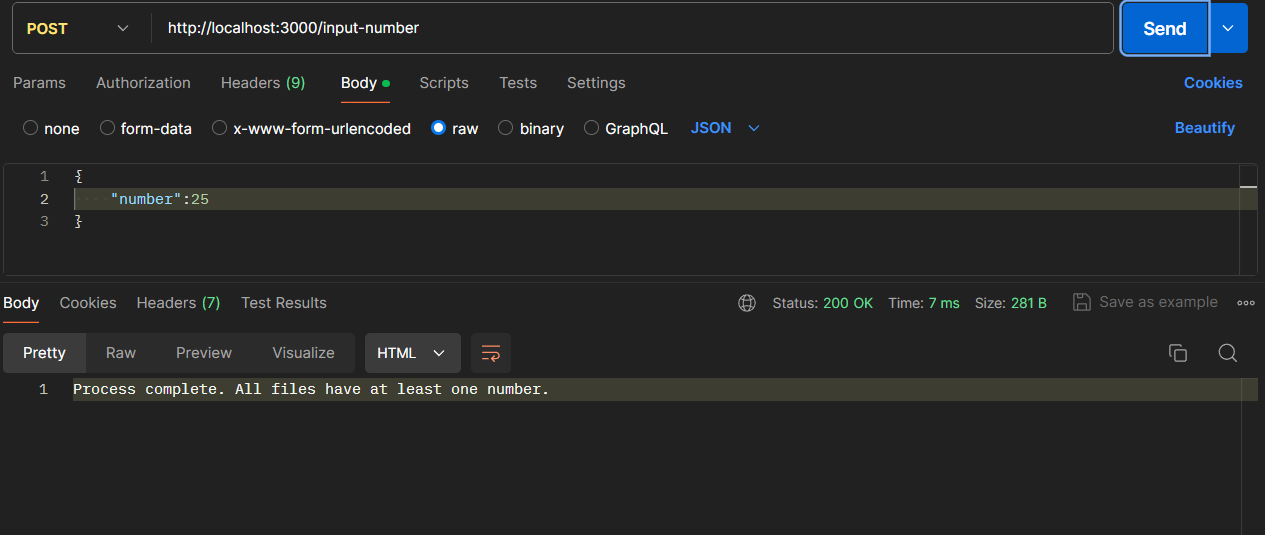 POST http://localhost:3000/input-number Send
Params Authorization Headers (9) Body Scripts Tests Settings Cookies
none form-data x-www-form-urlencoded raw binary GraphQL JSON Beautify
1 {
2 "number":25
3 }
Body Cookies Headers (7) Test Results Status: 200 OK Time: 7 ms Size: 281 B Save as example
Pretty Raw Preview Visualize HTML
1 Process complete. All files have at least one number.